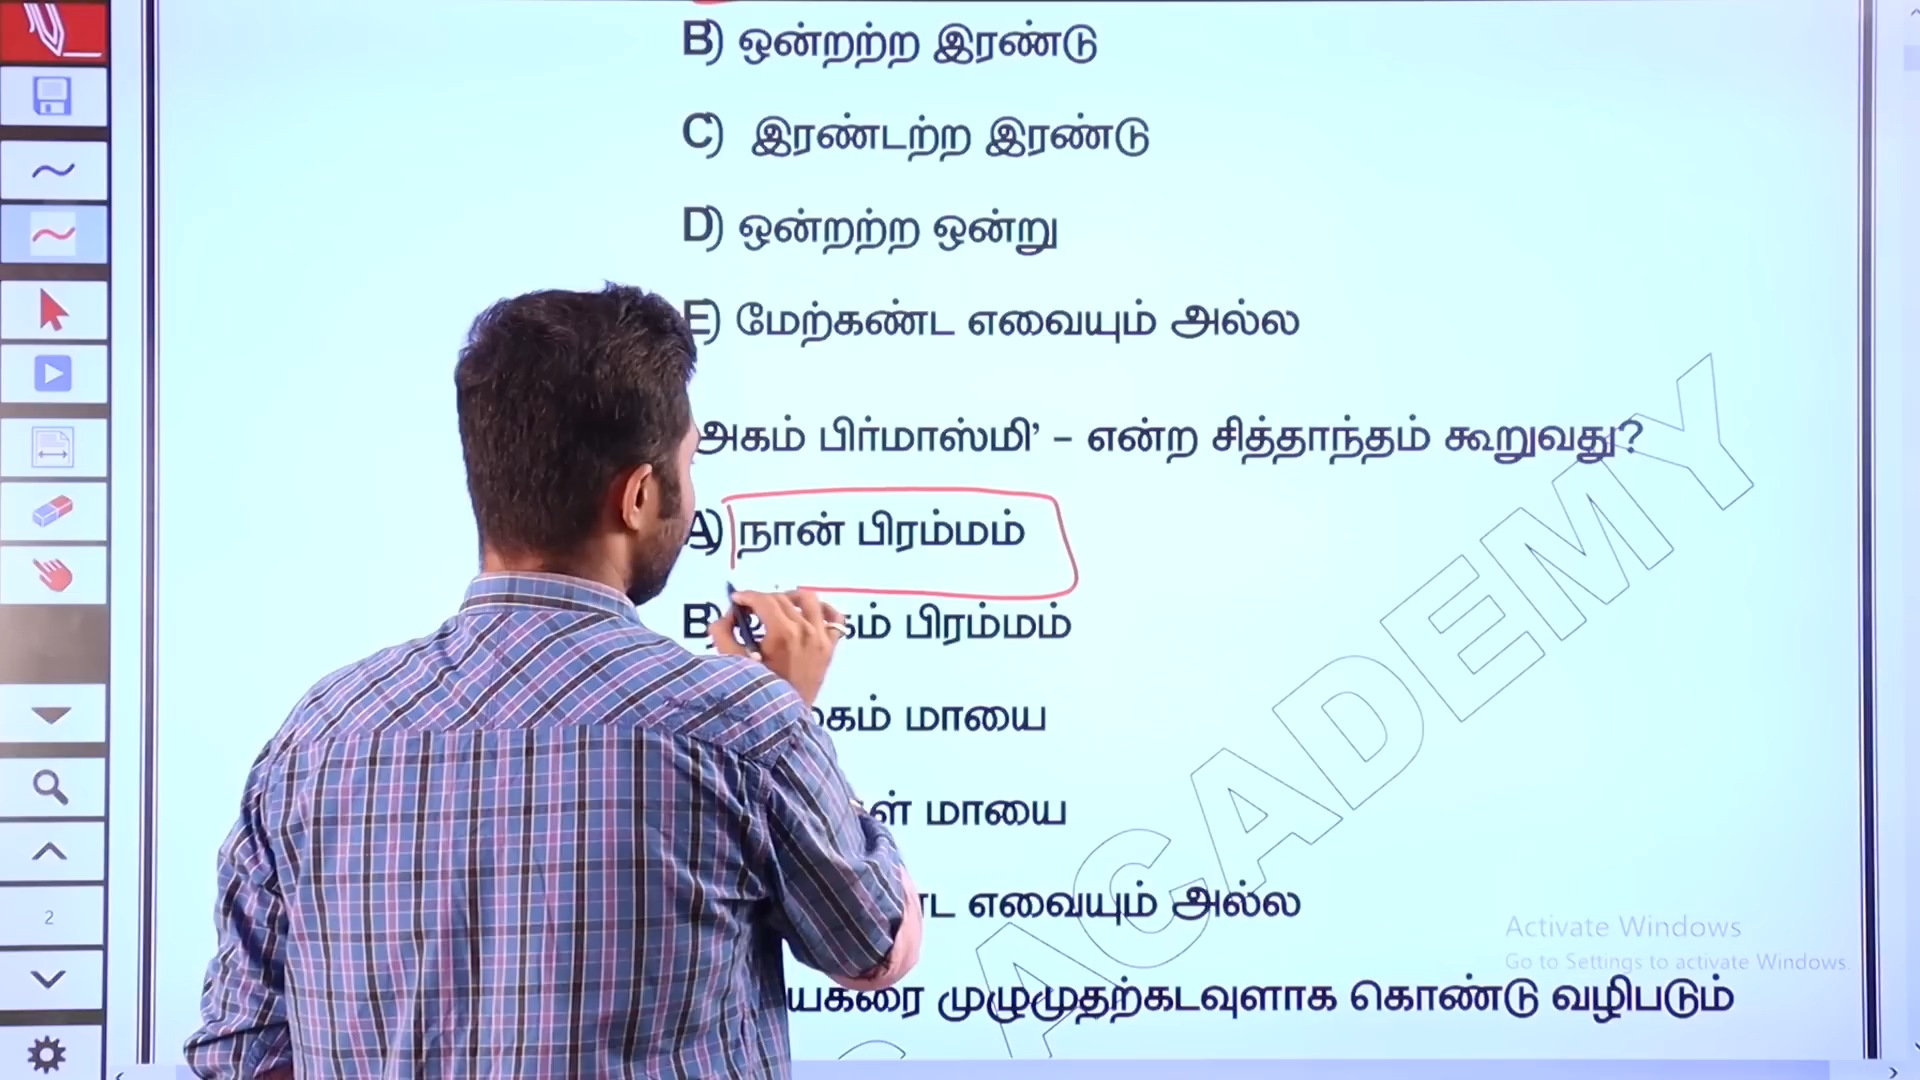 B) ஒன்றற்ற இரண்டு
C) இரண்டற்ற இரண்டு
D) ஒன்றற்ற ஒன்று
E) மேற்கண்ட எவையும் அல்ல
அகம் பிர்மாஸ்மி’ – என்ற சித்தாந்தம் கூறுவது?
A) நான் பிரம்மம்
B) பிரம்மம்
மாயை
மாயை
எவையும் அல்ல
முழுமுதற்கடவுளாக கொண்டு வழிபடும்
ACADEMY
Activate Windows
Go to Settings to activate Windows.
2